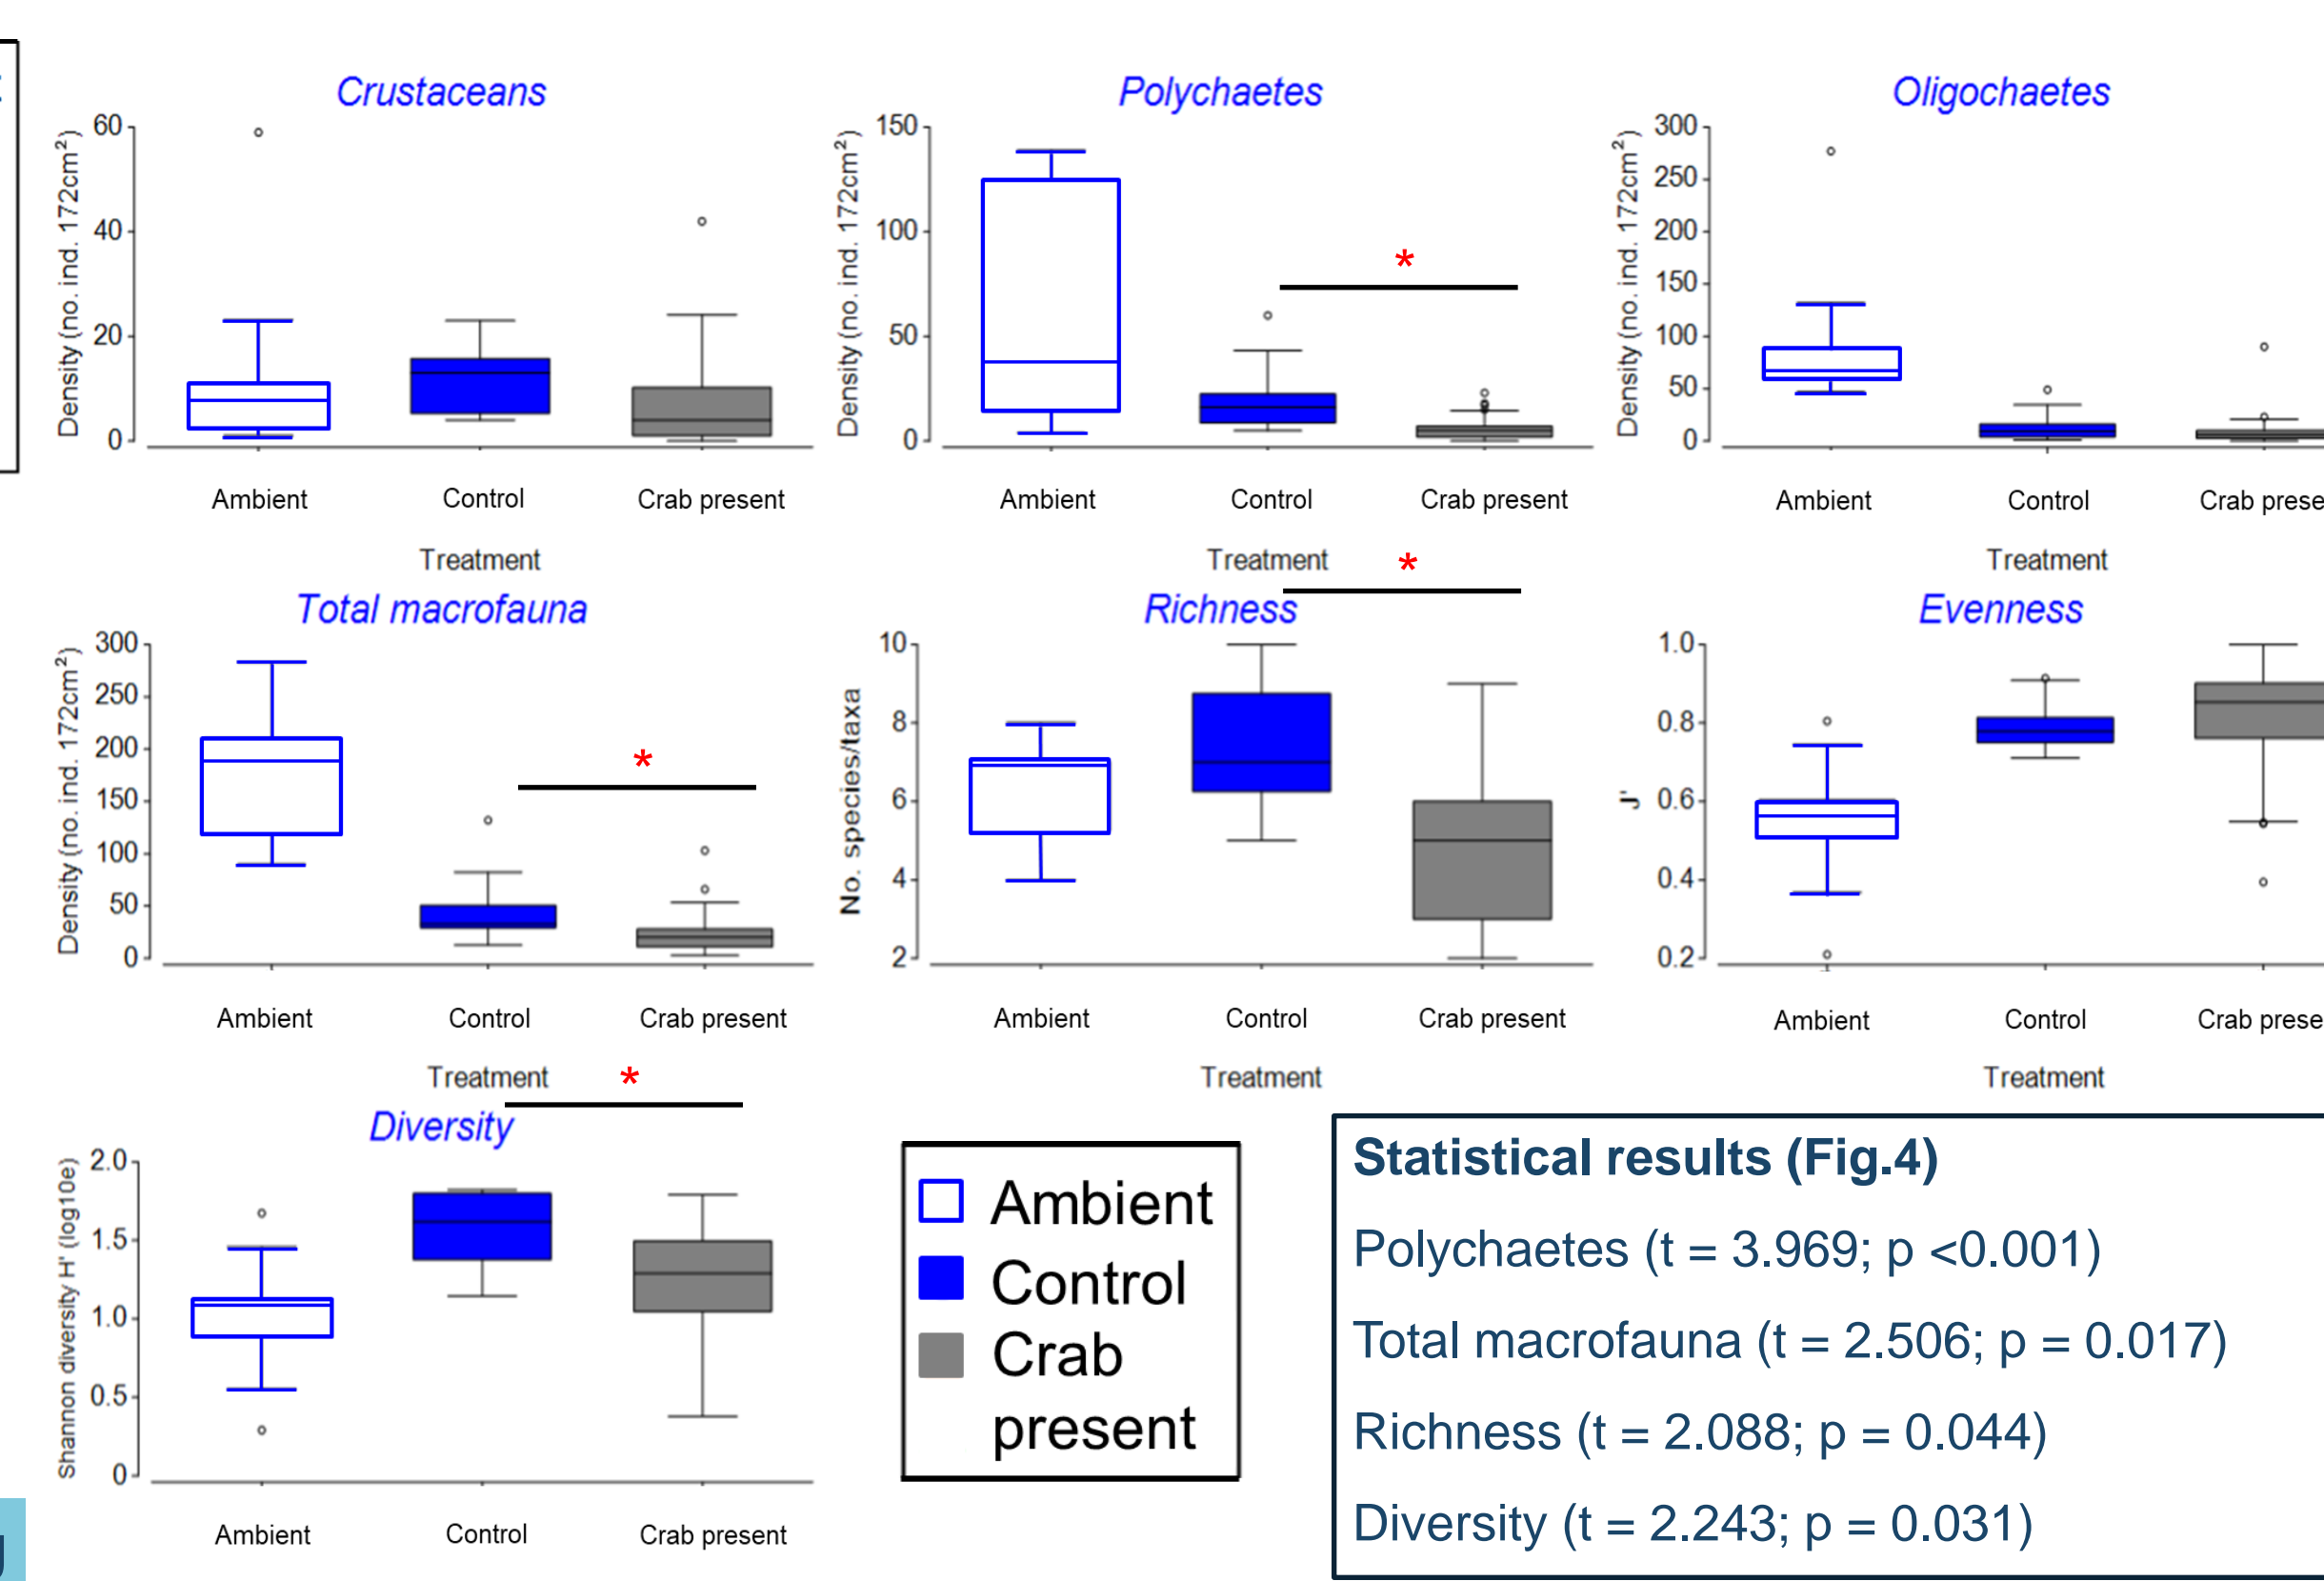 Crustaceans
60
40
20
0
Density (no. ind. 172cm²)
Ambient
Control
Crab present
Treatment
Polychaetes
150
100
50
0
Density (no. ind. 172cm²)
*
Ambient
Control
Crab present
Treatment
Oligochaetes
300
250
200
150
100
50
0
Density (no. ind. 172cm²)
Ambient
Control
Crab prese
Treatment
Total macrofauna
300
250
200
150
100
50
0
Density (no. ind. 172cm²)
*
Ambient
Control
Crab present
Treatment
*
Richness
10
8
6
4
2
No. species/taxa
Ambient
Control
Crab present
Treatment
Evenness
1.0
0.8
0.6
0.4
0.2
J'
Ambient
Control
Crab prese
Treatment
*
Diversity
2.0
1.5
1.0
0.5
0
Shannon diversity H' (log10e)
Ambient
Control
Crab present
Ambient
Control
Crab
present
Statistical results (Fig.4)
Polychaetes (t = 3.969; p <0.001)
Total macrofauna (t = 2.506; p = 0.017)
Richness (t = 2.088; p = 0.044)
Diversity (t = 2.243; p = 0.031)